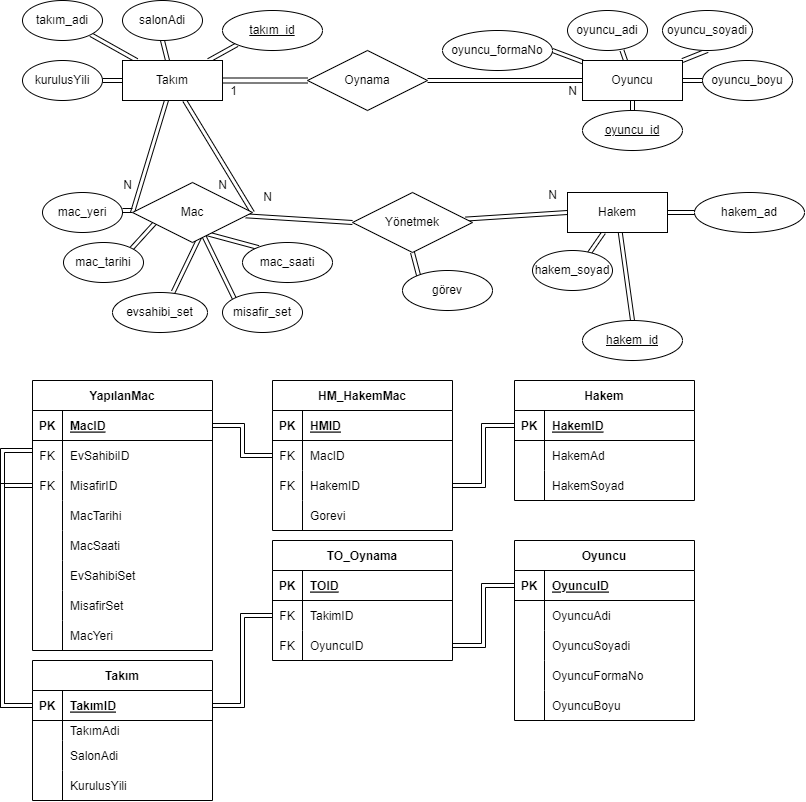 takım_adi
salonAdi
takım_id
kurulusYili
Takım
1
Oynama
N
oyuncu_formaNo
oyuncu_adi
oyuncu_soyadi
Oyuncu
oyuncu_boyu
oyuncu_id
N
N
N
mac_yeri
Mac
mac_tarihi
evsahibi_set
misafir_set
mac_saati
Yönetmek
görev
N
Hakem
hakem_ad
hakem_soyad
hakem_id
YapılanMac
PK MacID
FK EvSahibiID
FK MisafirID
MacTarihi
MacSaati
EvSahibiSet
MisafirSet
MacYeri
HM_HakemMac
PK HMID
FK MacID
FK HakemID
Gorevi
Hakem
PK HakemID
HakemAd
HakemSoyad
TO_Oynama
PK TOID
FK TakimID
FK OyuncuID
Oyuncu
PK OyuncuID
OyuncuAdi
OyuncuSoyadi
OyuncuFormaNo
OyuncuBoyu
Takım
PK TakımID
TakımAdi
SalonAdi
KurulusYili